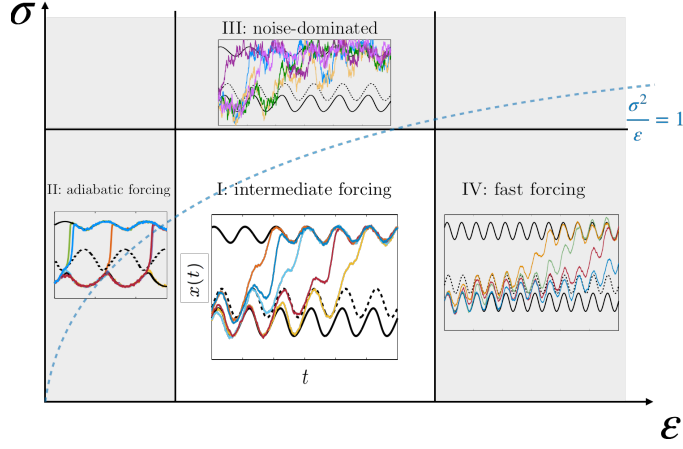 σ
III: noise-dominated
σ²/ε = 1
II: adiabatic forcing
I: intermediate forcing
IV: fast forcing
x(t)
t
ε